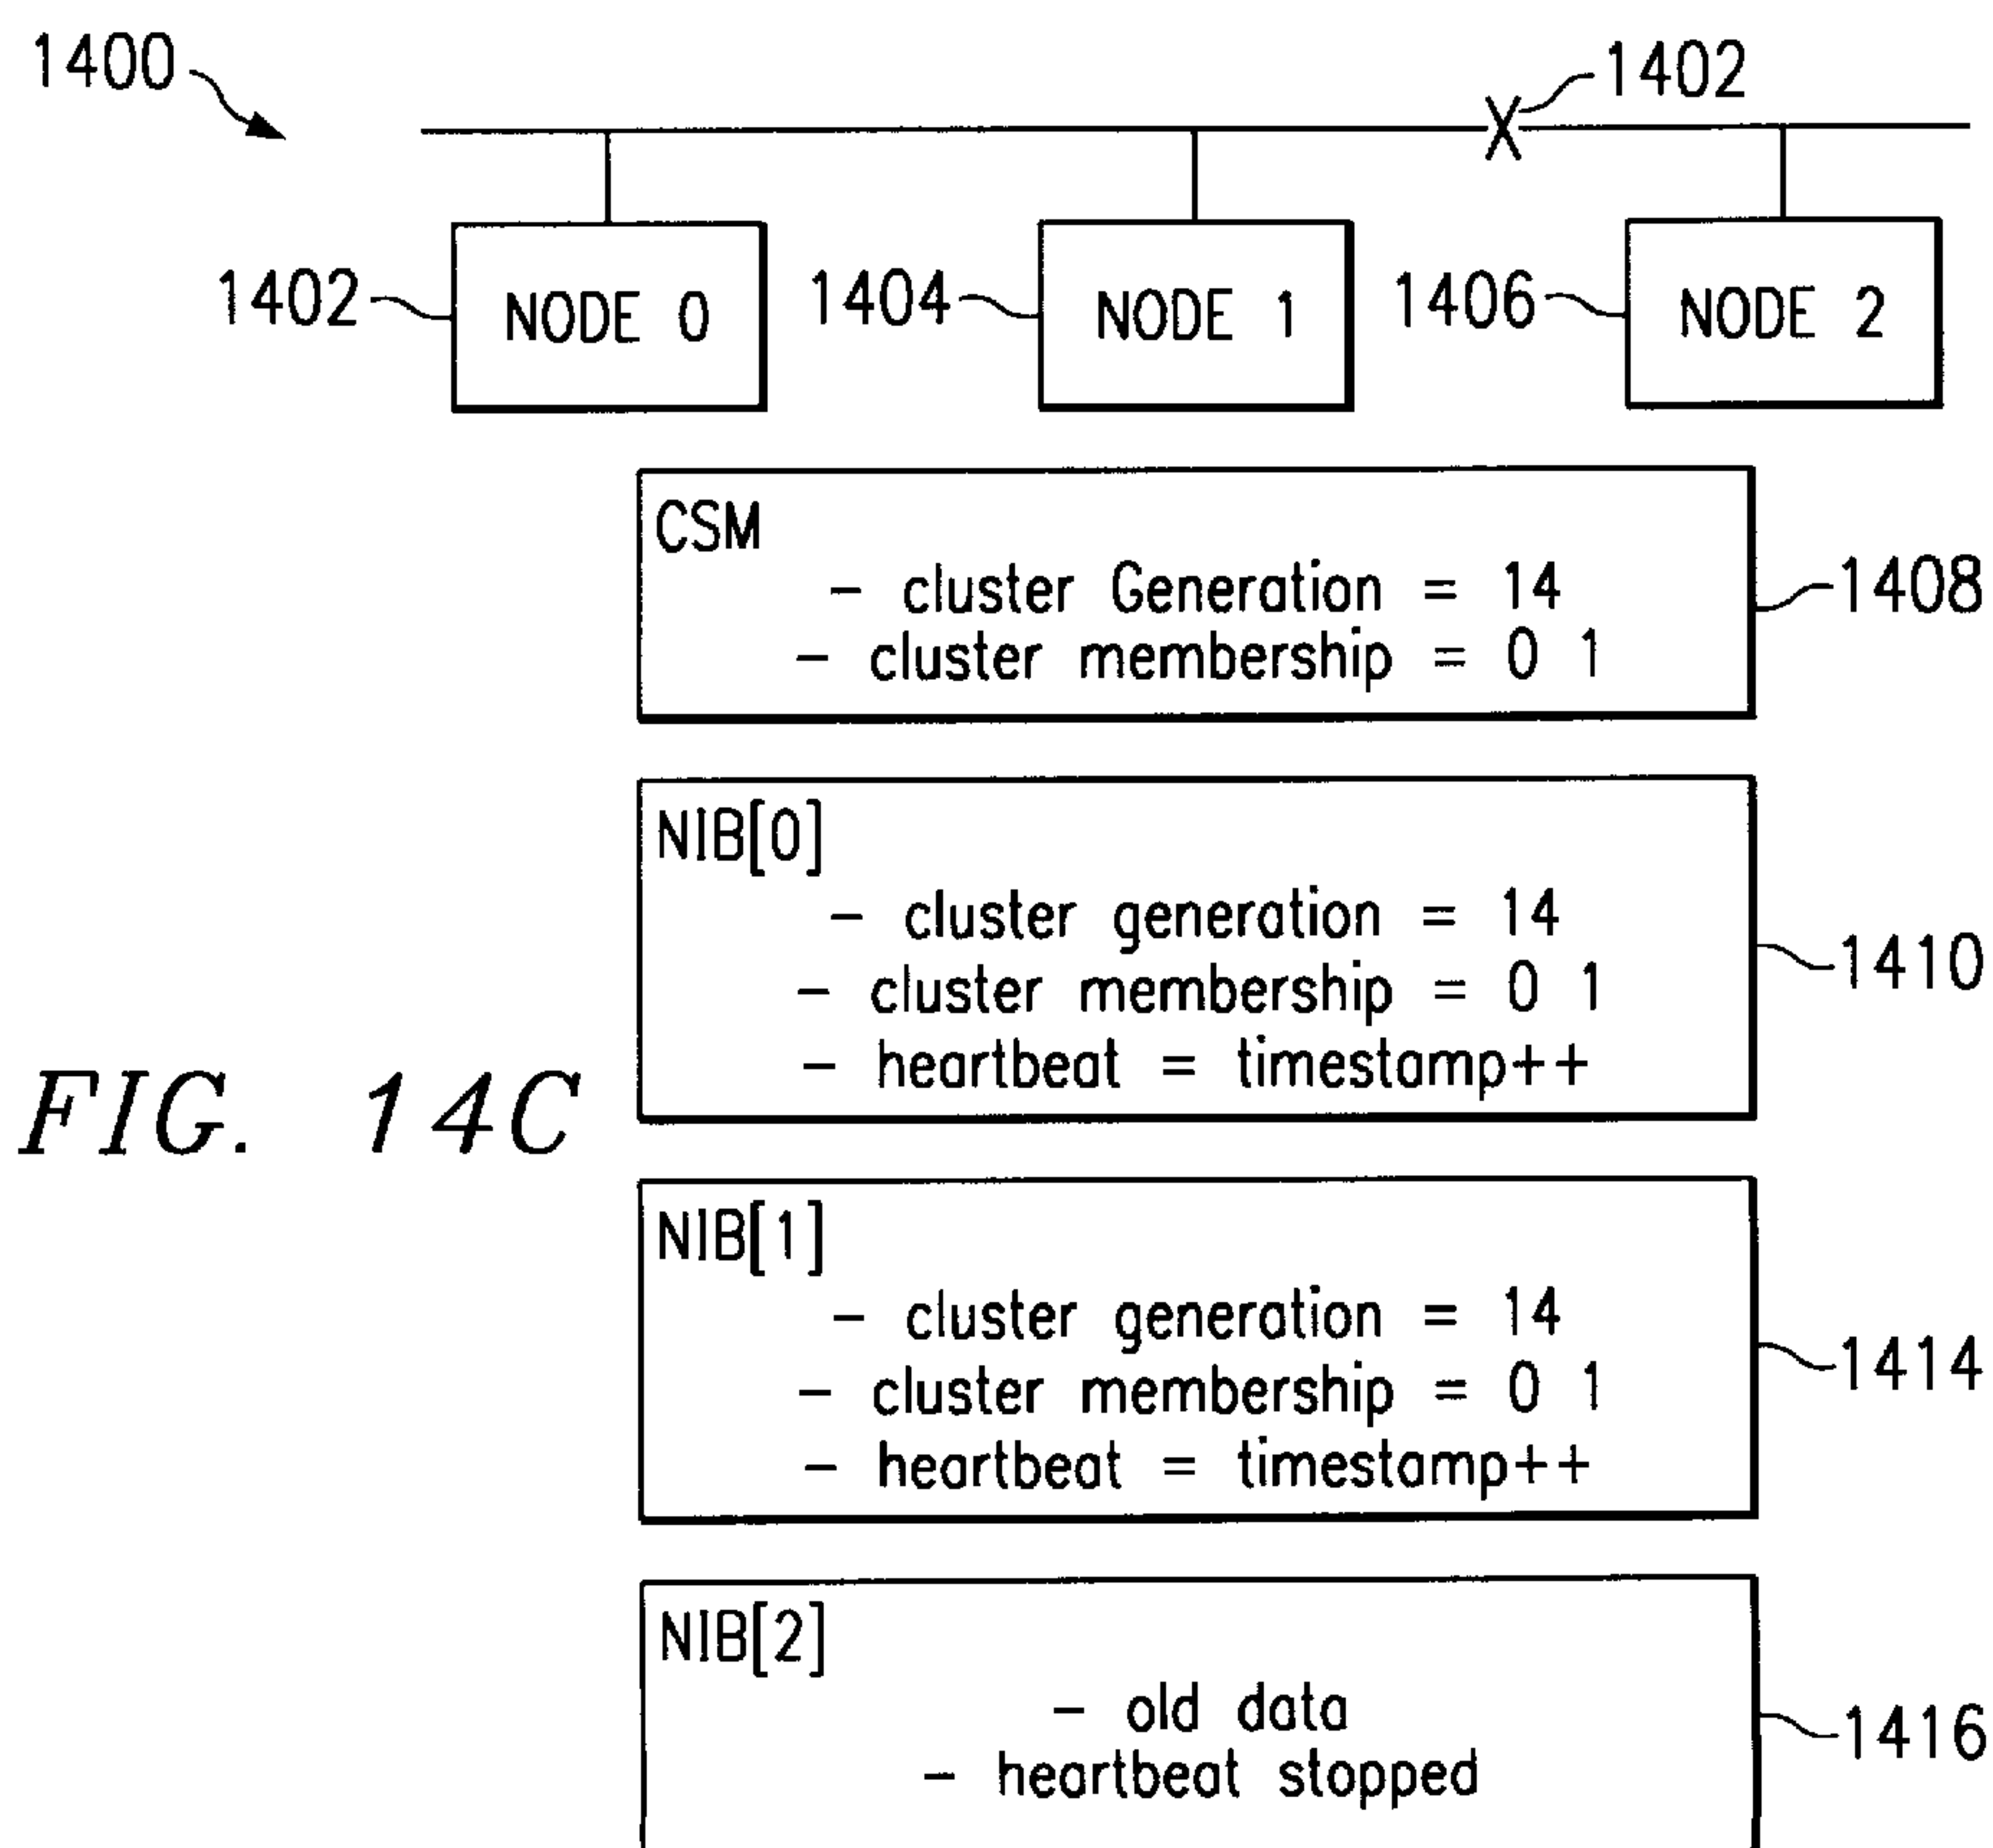 1400
1402
1402
NODE 0
1404
NODE 1
1406
NODE 2
CSM
- cluster Generation = 14
- cluster membership = 0 1
1408
NIB[0]
- cluster generation = 14
- cluster membership = 0 1
- heartbeat = timestamp++
1410
FIG. 14C
NIB[1]
- cluster generation = 14
- cluster membership = 0 1
- heartbeat = timestamp++
1414
NIB[2]
- old data
- heartbeat stopped
1416